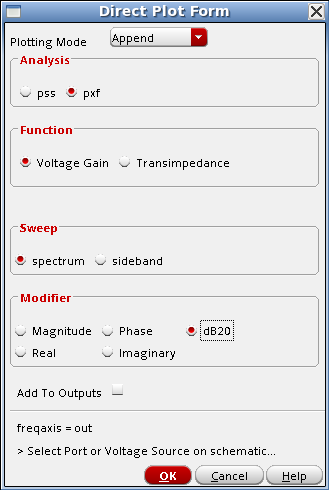 Direct Plot Form
Plotting Mode Append
Analysis
pss pxf
Function
Voltage Gain Transimpedance
Sweep
spectrum sideband
Modifier
Magnitude Phase dB20
Real Imaginary
Add To Outputs
freqaxis = out
> Select Port or Voltage Source on schematic...
OK Cancel Help